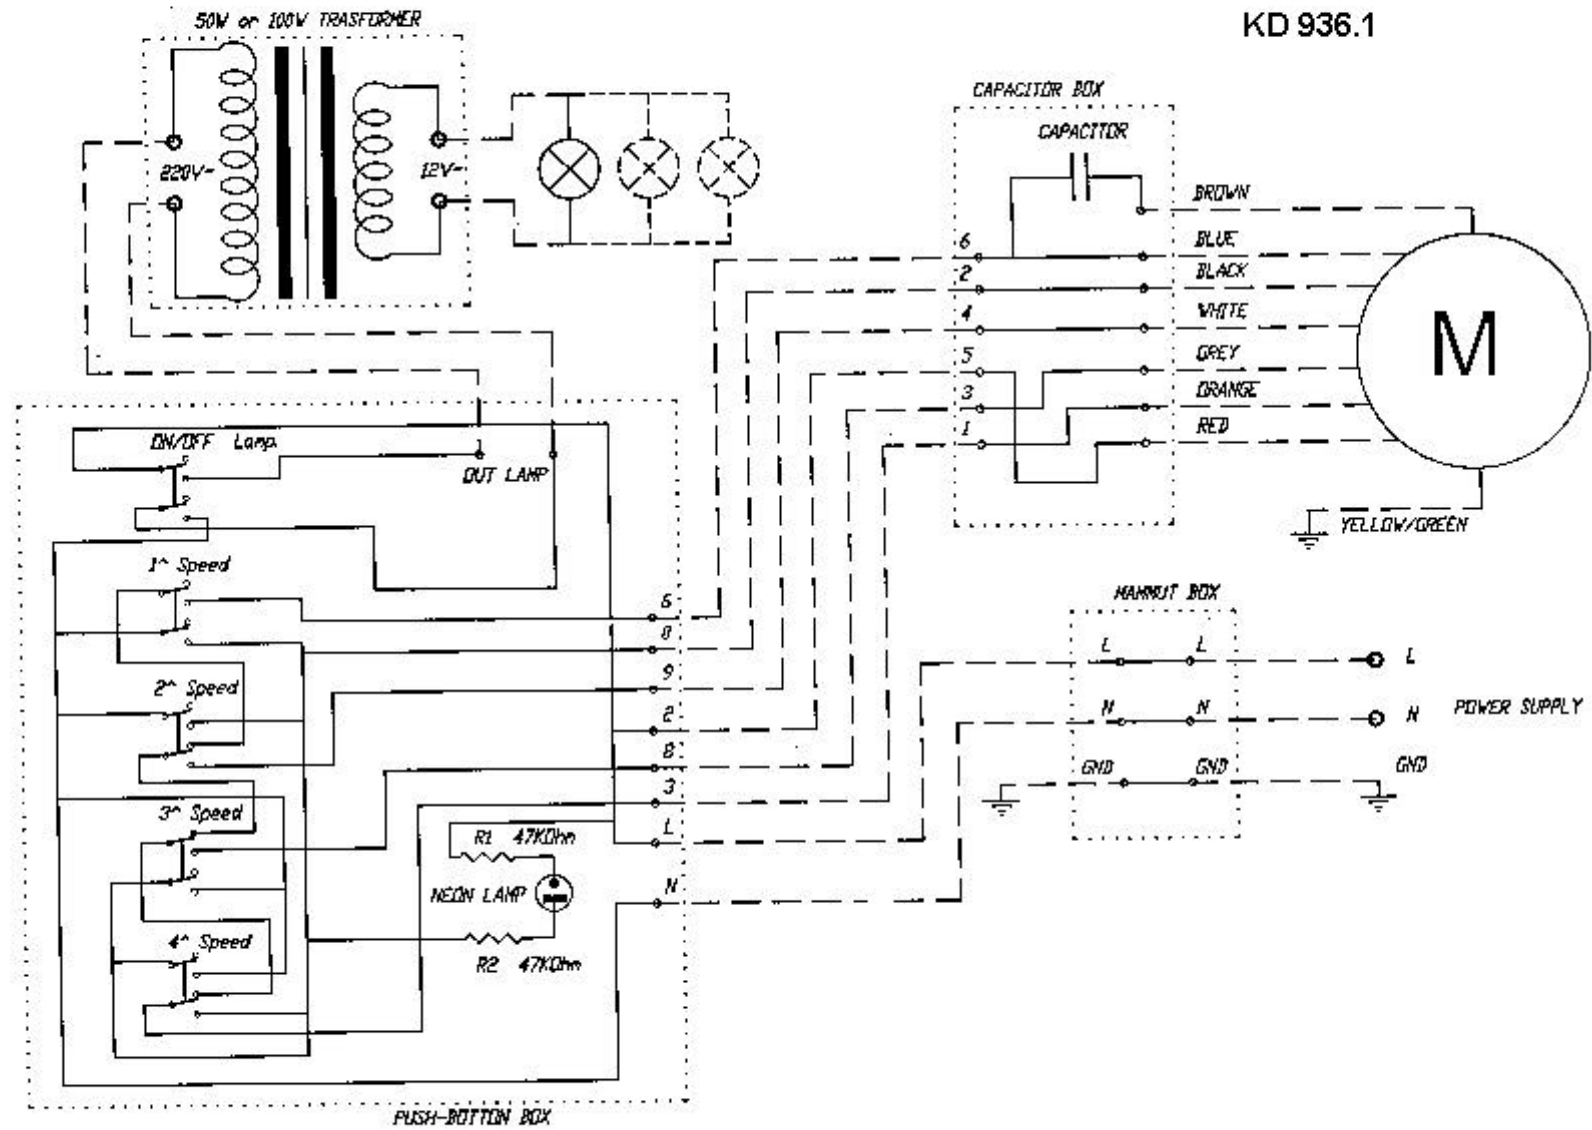 KD 936.1
50W or 100W TRASFORMER
220V~
12V~
CAPACITOR BOX
CAPACITOR
BROWN
6
BLUE
2
BLACK
4
WHITE
5
GREY
3
ORANGE
1
RED
M
YELLOW/GREEN
ON/OFF Lamp.
1
OUT LAMP
1^ Speed
6
0
9
2^ Speed
2
8
3
3^ Speed
L
R1 47KOhm
NEON LAMP
N
4^ Speed
R2 47KOhm
PUSH-BOTTON BOX
MAMMUT BOX
L L L
N N N
POWER SUPPLY
GND GND GND